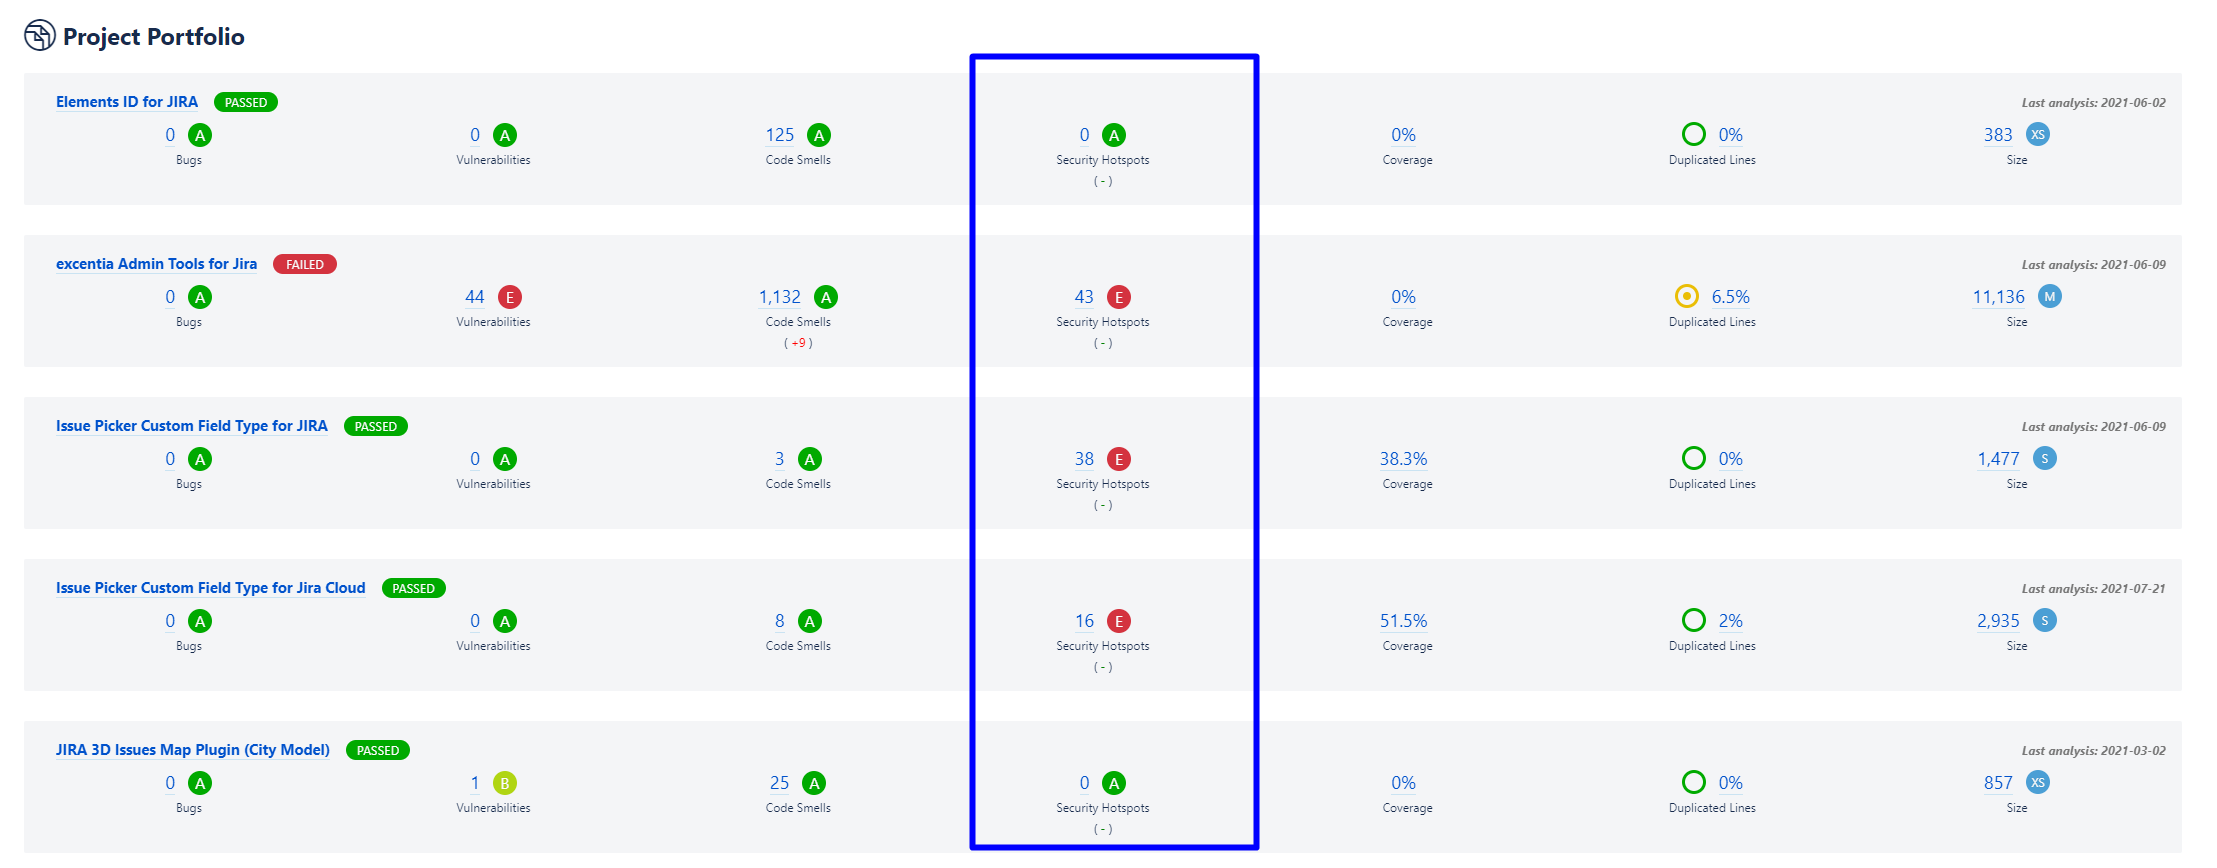 Project Portfolio
Elements ID for JIRA PASSED Last analysis: 2021-06-02
0 A 0 A 125 A 0 A 0% 0% 383 XS
Bugs Vulnerabilities Code Smells Security Hotspots Coverage Duplicated Lines Size
( - )
excentia Admin Tools for Jira FAILED Last analysis: 2021-06-09
0 A 44 E 1,132 A 43 E 0% 6.5% 11,136 M
Bugs Vulnerabilities Code Smells Security Hotspots Coverage Duplicated Lines Size
( +9 ) ( - )
Issue Picker Custom Field Type for JIRA PASSED Last analysis: 2021-06-09
0 A 0 A 3 A 38 E 38.3% 0% 1,477 S
Bugs Vulnerabilities Code Smells Security Hotspots Coverage Duplicated Lines Size
( - )
Issue Picker Custom Field Type for Jira Cloud PASSED Last analysis: 2021-07-21
0 A 0 A 8 A 16 E 51.5% 2% 2,935 S
Bugs Vulnerabilities Code Smells Security Hotspots Coverage Duplicated Lines Size
( - )
JIRA 3D Issues Map Plugin (City Model) PASSED Last analysis: 2021-03-02
0 A 1 B 25 A 0 A 0% 0% 857 XS
Bugs Vulnerabilities Code Smells Security Hotspots Coverage Duplicated Lines Size
( - )